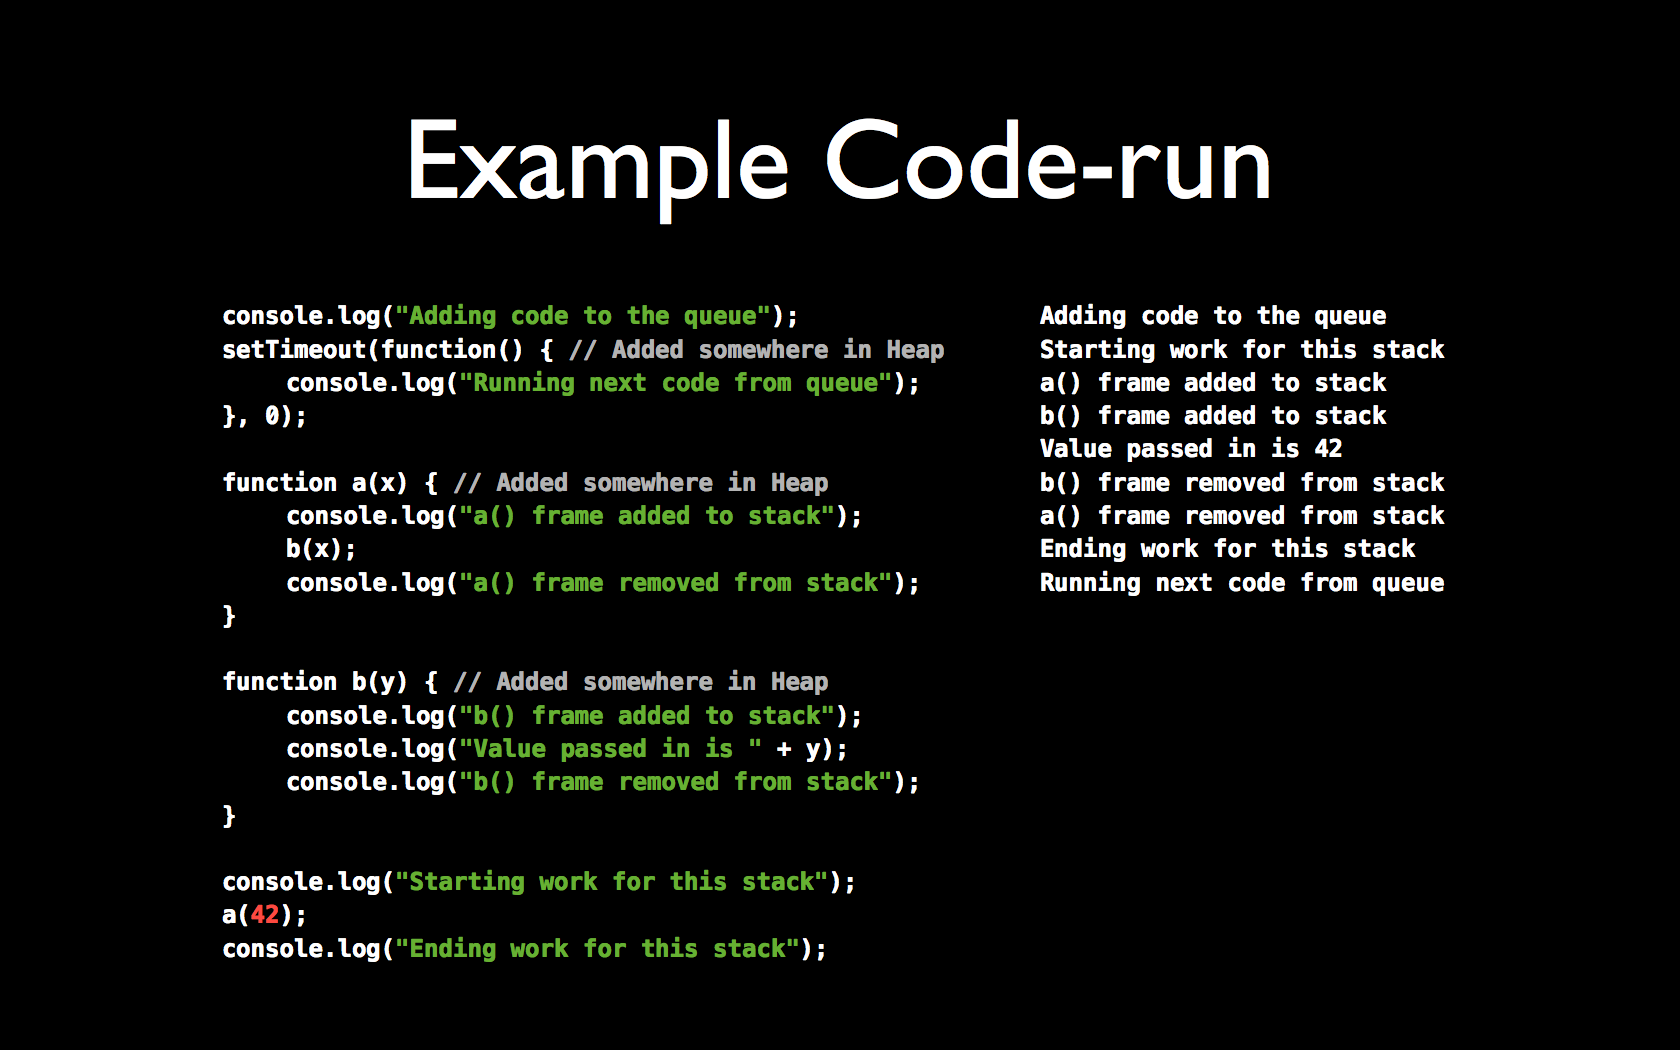 Example Code-run
console.log("Adding code to the queue");
setTimeout(function() { // Added somewhere in Heap
    console.log("Running next code from queue");
}, 0);
function a(x) { // Added somewhere in Heap
    console.log("a() frame added to stack");
    b(x);
    console.log("a() frame removed from stack");
}
function b(y) { // Added somewhere in Heap
    console.log("b() frame added to stack");
    console.log("Value passed in is " + y);
    console.log("b() frame removed from stack");
}
console.log("Starting work for this stack");
a(42);
console.log("Ending work for this stack");
Adding code to the queue
Starting work for this stack
a() frame added to stack
b() frame added to stack
Value passed in is 42
b() frame removed from stack
a() frame removed from stack
Ending work for this stack
Running next code from queue